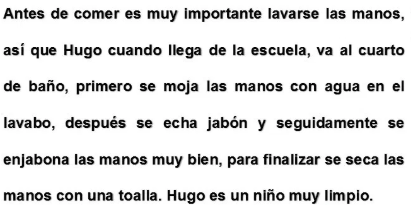 Antes de comer es muy importante lavarse las manos,
así que Hugo cuando llega de la escuela, va al cuarto
de baño, primero se moja las manos con agua en el
lavabo, después se echa jabón y seguidamente se
enjabona las manos muy bien, para finalizar se seca las
manos con una toalla. Hugo es un niño muy limpio.